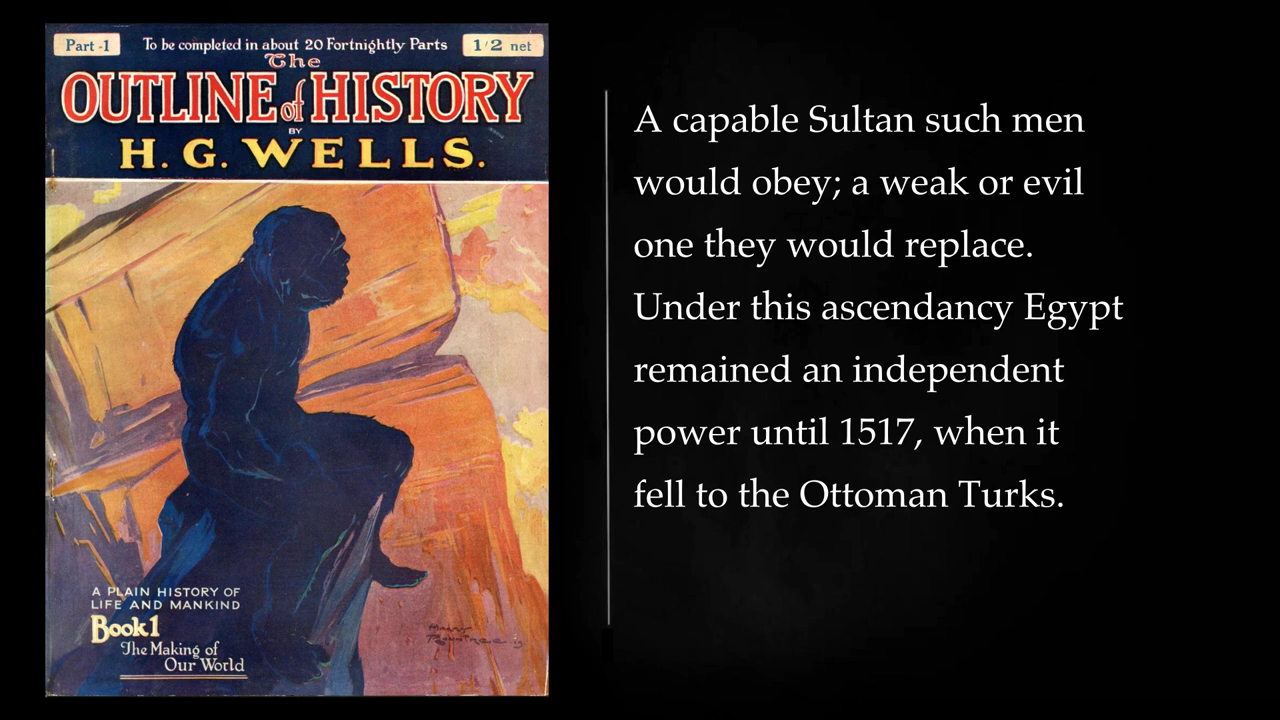 Part -1
To be completed in about 20 Fortnightly Parts
1/2 net
The
OUTLINE of HISTORY
BY
H. G. WELLS.
A PLAIN HISTORY OF
LIFE AND MANKIND
Book 1
The Making of
Our World
A capable Sultan such men
would obey; a weak or evil
one they would replace.
Under this ascendancy Egypt
remained an independent
power until 1517, when it
fell to the Ottoman Turks.